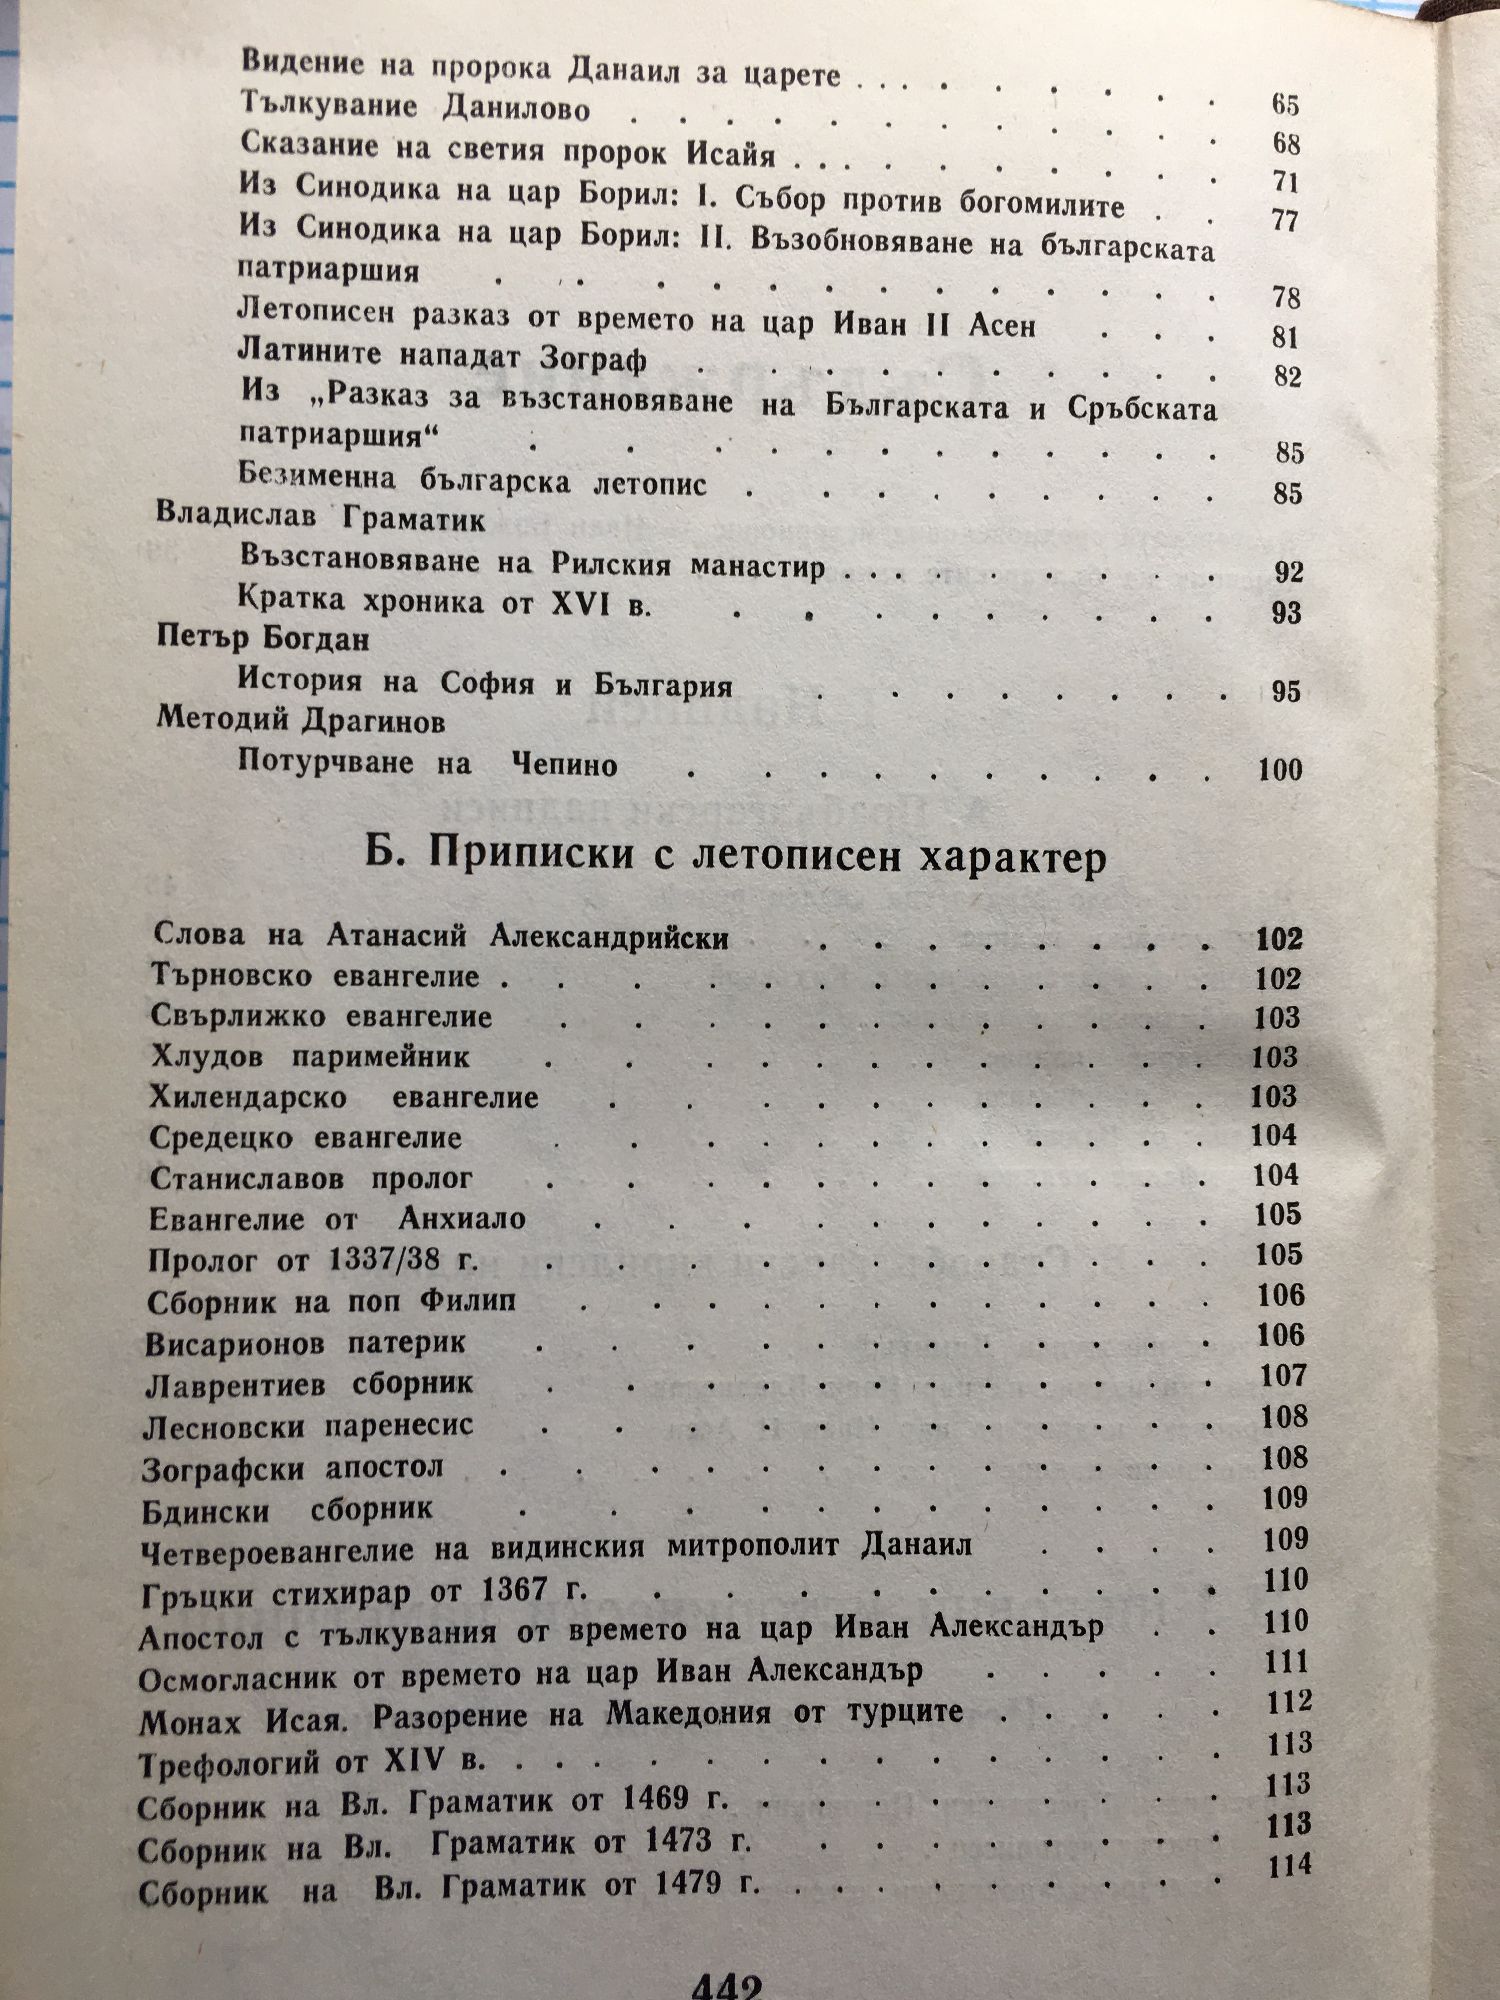 Видение на пророка Данаил за царете . . . . . . . . . 65
Тълкувание Данилово . . . . . . . . . . . . 68
Сказание на светия пророк Исайя . . . . . . . . . . 71
Из Синодика на цар Борил: I. Събор против богомилите . . 77
Из Синодика на цар Борил: II. Възобновяване на българската
патриаршия . . . . . . . . . . . . . 78
Летописен разказ от времето на цар Иван II Асен . . . 81
Латините нападат Зограф . . . . . . . . . 82
Из „Разказ за възстановяване на Българската и Сръбската
патриаршия“ . . . . . . . . . . . 85
Безименна българска летопис . . . . . . . . . 85
Владислав Граматик
Възстановяване на Рилския манастир . . . . . . . . . . 92
Кратка хроника от XVI в. . . . . . . . . . 93
Петър Богдан
История на София и България . . . . . . . . 95
Методий Драгинов
Потурчване на Чепино . . . . . . . . . 100
Б. Приписки с летописен характер
Слова на Атанасий Александрийски . . . . . . . . 102
Търновско евангелие . . . . . . . . . . . . 102
Свърлижко евангелие . . . . . . . . . . . 103
Хлудов паримейник . . . . . . . . . . . 103
Хилендарско евангелие . . . . . . . . . . . 103
Средецко евангелие . . . . . . . . . . . 104
Станиславов пролог . . . . . . . . . . . 104
Евангелие от Анхиало . . . . . . . . . . . 105
Пролог от 1337/38 г. . . . . . . . . . . . 105
Сборник на поп Филип . . . . . . . . . . . 106
Висарионов патерик . . . . . . . . . . . 106
Лаврентиев сборник . . . . . . . . . . . 107
Лесновски паренесис . . . . . . . . . . . 108
Зографски апостол . . . . . . . . . . . . 108
Бдински сборник . . . . . . . . . . . . 109
Четвероевангелие на видинския митрополит Данаил . . . . 109
Гръцки стихирар от 1367 г. . . . . . . . . . . 110
Апостол с тълкувания от времето на цар Иван Александър . . 110
Осмогласник от времето на цар Иван Александър . . . . . 111
Монах Исая. Разорение на Македония от турците . . . . . 112
Трефологий от XIV в. . . . . . . . . . . . . . 113
Сборник на Вл. Граматик от 1469 г. . . . . . . . . . 113
Сборник на Вл. Граматик от 1473 г. . . . . . . . . 113
Сборник на Вл. Граматик от 1479 г. . . . . . . . . . . 114
442